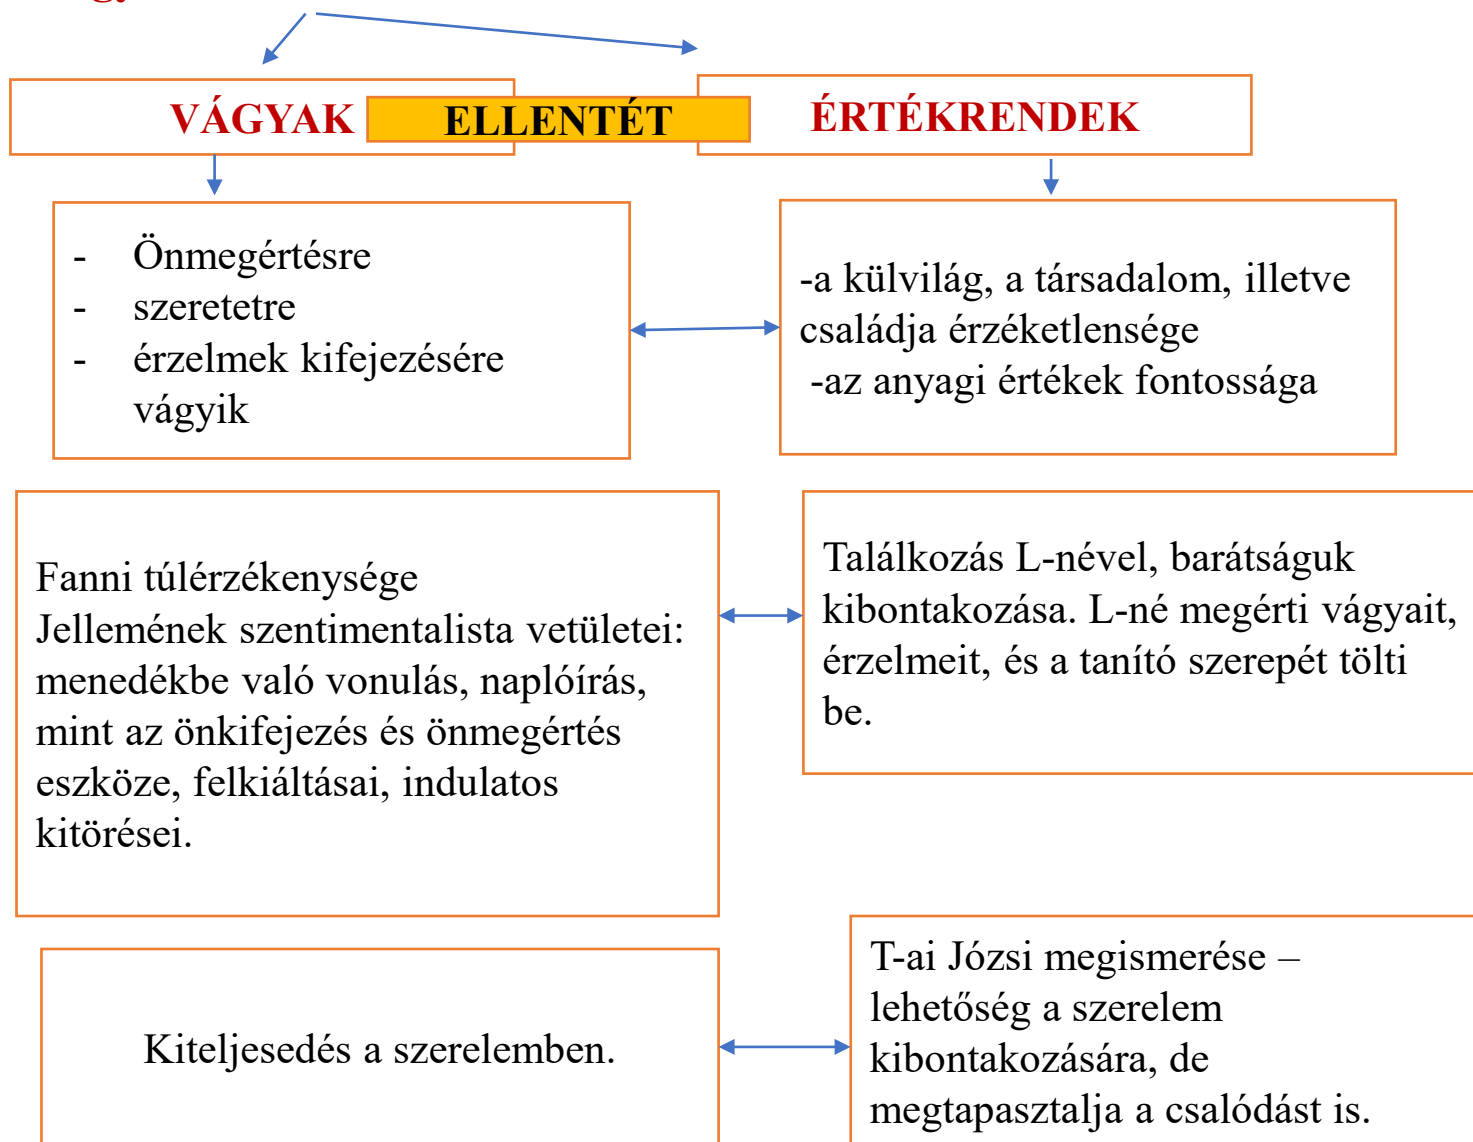 VÁGYAK
ELLENTÉT
ÉRTÉKRENDEK
- Önmegértésre
- szeretetre
- érzelmek kifejezésére
vágyik
-a külvilág, a társadalom, illetve
családja érzéketlensége
-az anyagi értékek fontossága
Fanni túlérzékenysége
Jellemének szentimentalista vetületei:
menedékbe való vonulás, naplóírás,
mint az önkifejezés és önmegértés
eszköze, felkiáltásai, indulatos
kitörései.
Találkozás L-nével, barátságuk
kibontakozása. L-né megérti vágyait,
érzelmeit, és a tanító szerepét tölti
be.
Kiteljesedés a szerelemben.
T-ai Józsi megismerése –
lehetőség a szerelem
kibontakozására, de
megtapasztalja a csalódást is.